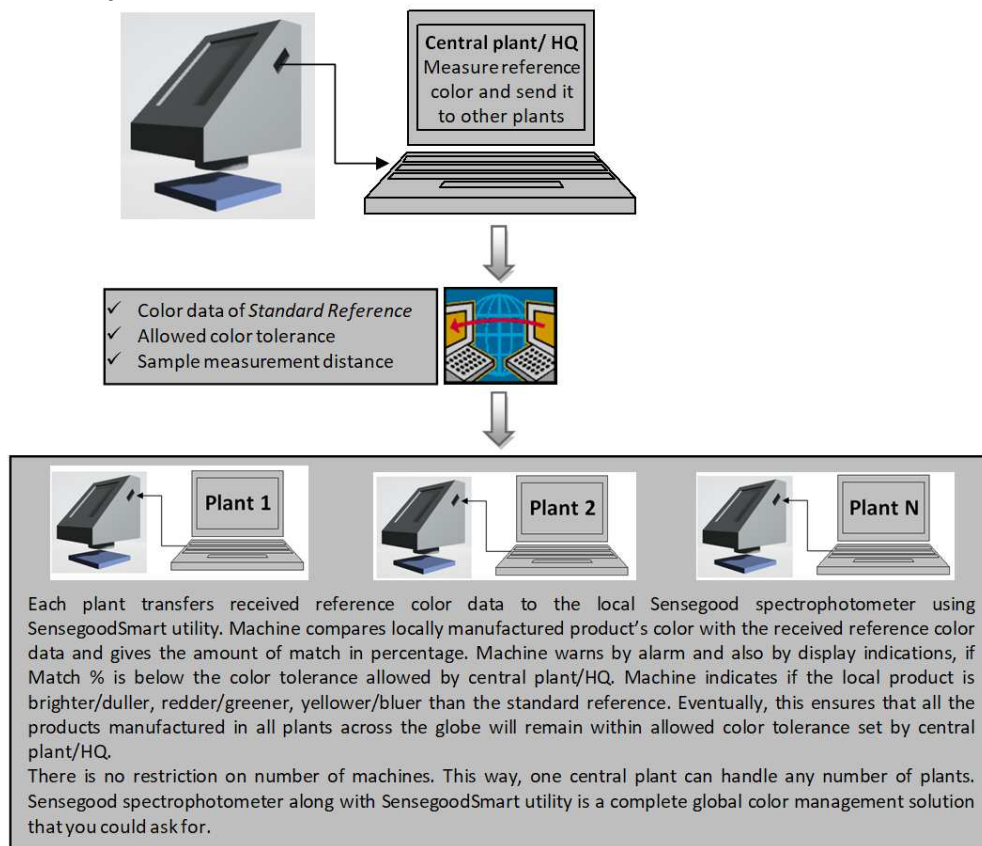 Central plant/ HQ
Measure reference
color and send it
to other plants
✓ Color data of Standard Reference
✓ Allowed color tolerance
✓ Sample measurement distance
Plant 1
Plant 2
Plant N
Each plant transfers received reference color data to the local Sensegood spectrophotometer using
SensegoodSmart utility. Machine compares locally manufactured product’s color with the received reference color
data and gives the amount of match in percentage. Machine warns by alarm and also by display indications, if
Match % is below the color tolerance allowed by central plant/HQ. Machine indicates if the local product is
brighter/duller, redder/greener, yellower/bluer than the standard reference. Eventually, this ensures that all the
products manufactured in all plants across the globe will remain within allowed color tolerance set by central
plant/HQ.
There is no restriction on number of machines. This way, one central plant can handle any number of plants.
Sensegood spectrophotometer along with SensegoodSmart utility is a complete global color management solution
that you could ask for.